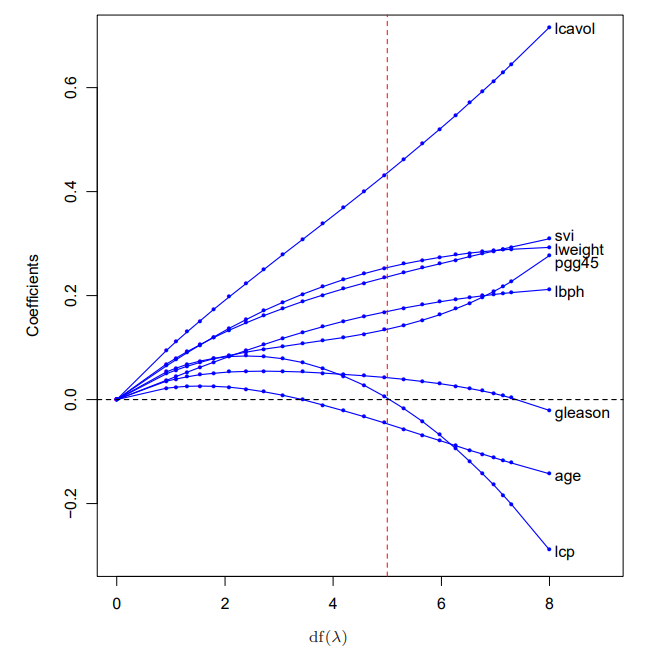 lcavol
0.6
0.4
svi
lweight
pgg45
Coefficients
0.2
lbph
0.0
gleason
age
−0.2
lcp
0 2 4 6 8
df(λ)